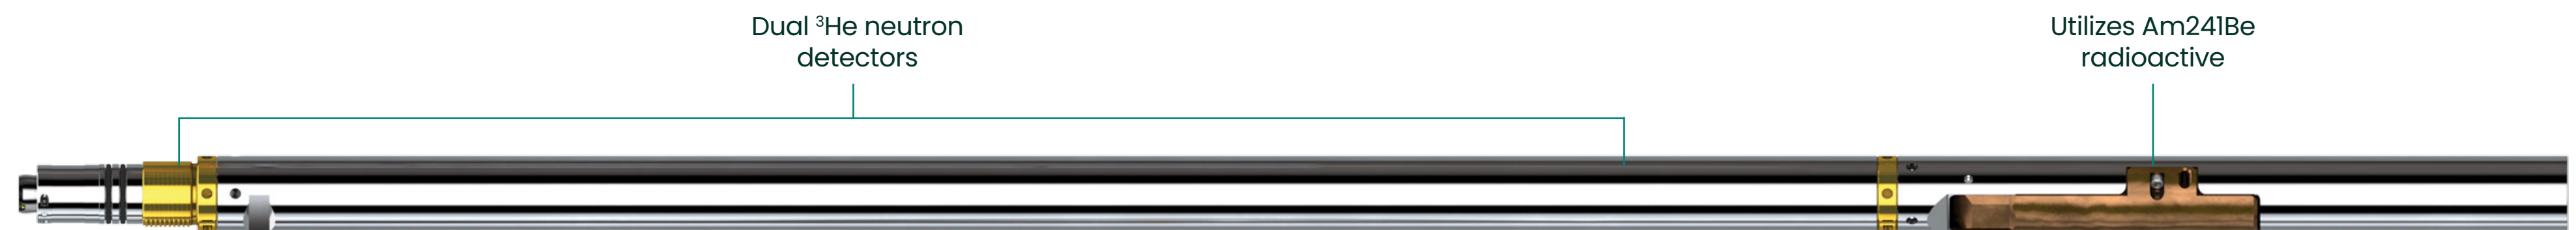 Dual ³He neutron
detectors
Utilizes Am241Be
radioactive